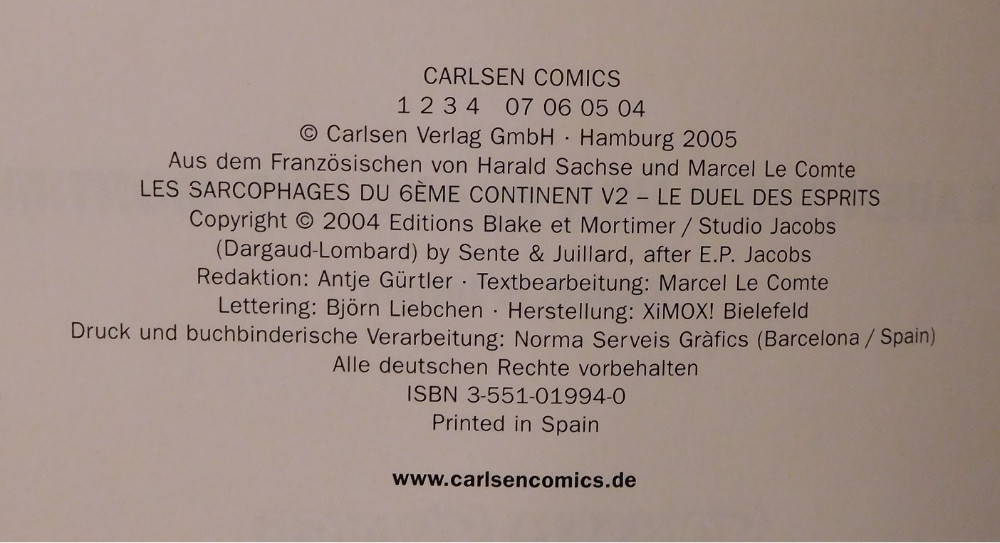 CARLSEN COMICS
1 2 3 4 07 06 05 04
© Carlsen Verlag GmbH · Hamburg 2005
Aus dem Französischen von Harald Sachse und Marcel Le Comte
LES SARCOPHAGES DU 6ÈME CONTINENT V2 – LE DUEL DES ESPRITS
Copyright © 2004 Editions Blake et Mortimer / Studio Jacobs
(Dargaud-Lombard) by Sente & Juillard, after E.P. Jacobs
Redaktion: Antje Gürtler · Textbearbeitung: Marcel Le Comte
Lettering: Björn Liebchen · Herstellung: XiMOX! Bielefeld
Druck und buchbinderische Verarbeitung: Norma Serveis Gràfics (Barcelona / Spain)
Alle deutschen Rechte vorbehalten
ISBN 3-551-01994-0
Printed in Spain
www.carlsencomics.de